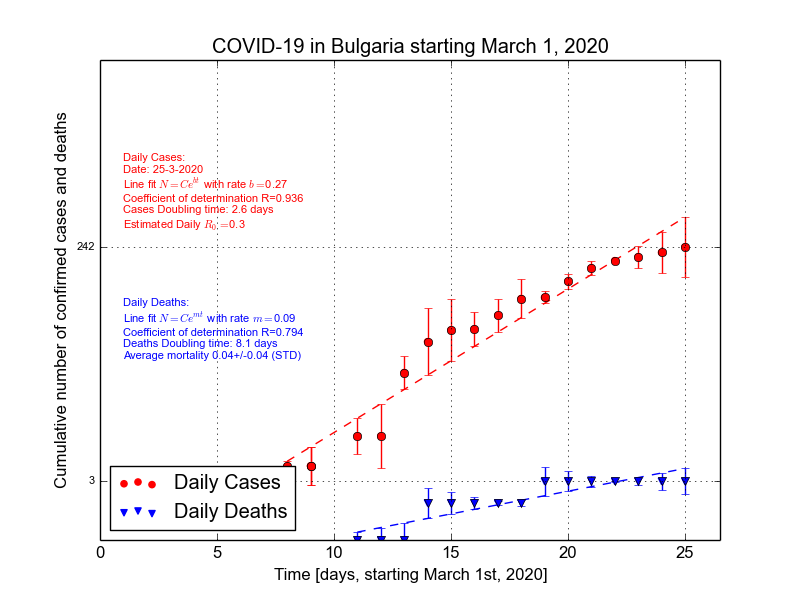 COVID-19 in Bulgaria starting March 1, 2020
Cumulative number of confirmed cases and deaths
Daily Cases:
Date: 25-3-2020
Line fit N = Ce^{bt} with rate b =0.27
Coefficient of determination R=0.936
Cases Doubling time: 2.6 days
Estimated Daily R_0 :=0.3
242
Daily Deaths:
Line fit N = Ce^{mt} with rate m =0.09
Coefficient of determination R=0.794
Deaths Doubling time: 8.1 days
Average mortality 0.04+/-0.04 (STD)
3
Daily Cases
Daily Deaths
0 5 10 15 20 25
Time [days, starting March 1st, 2020]